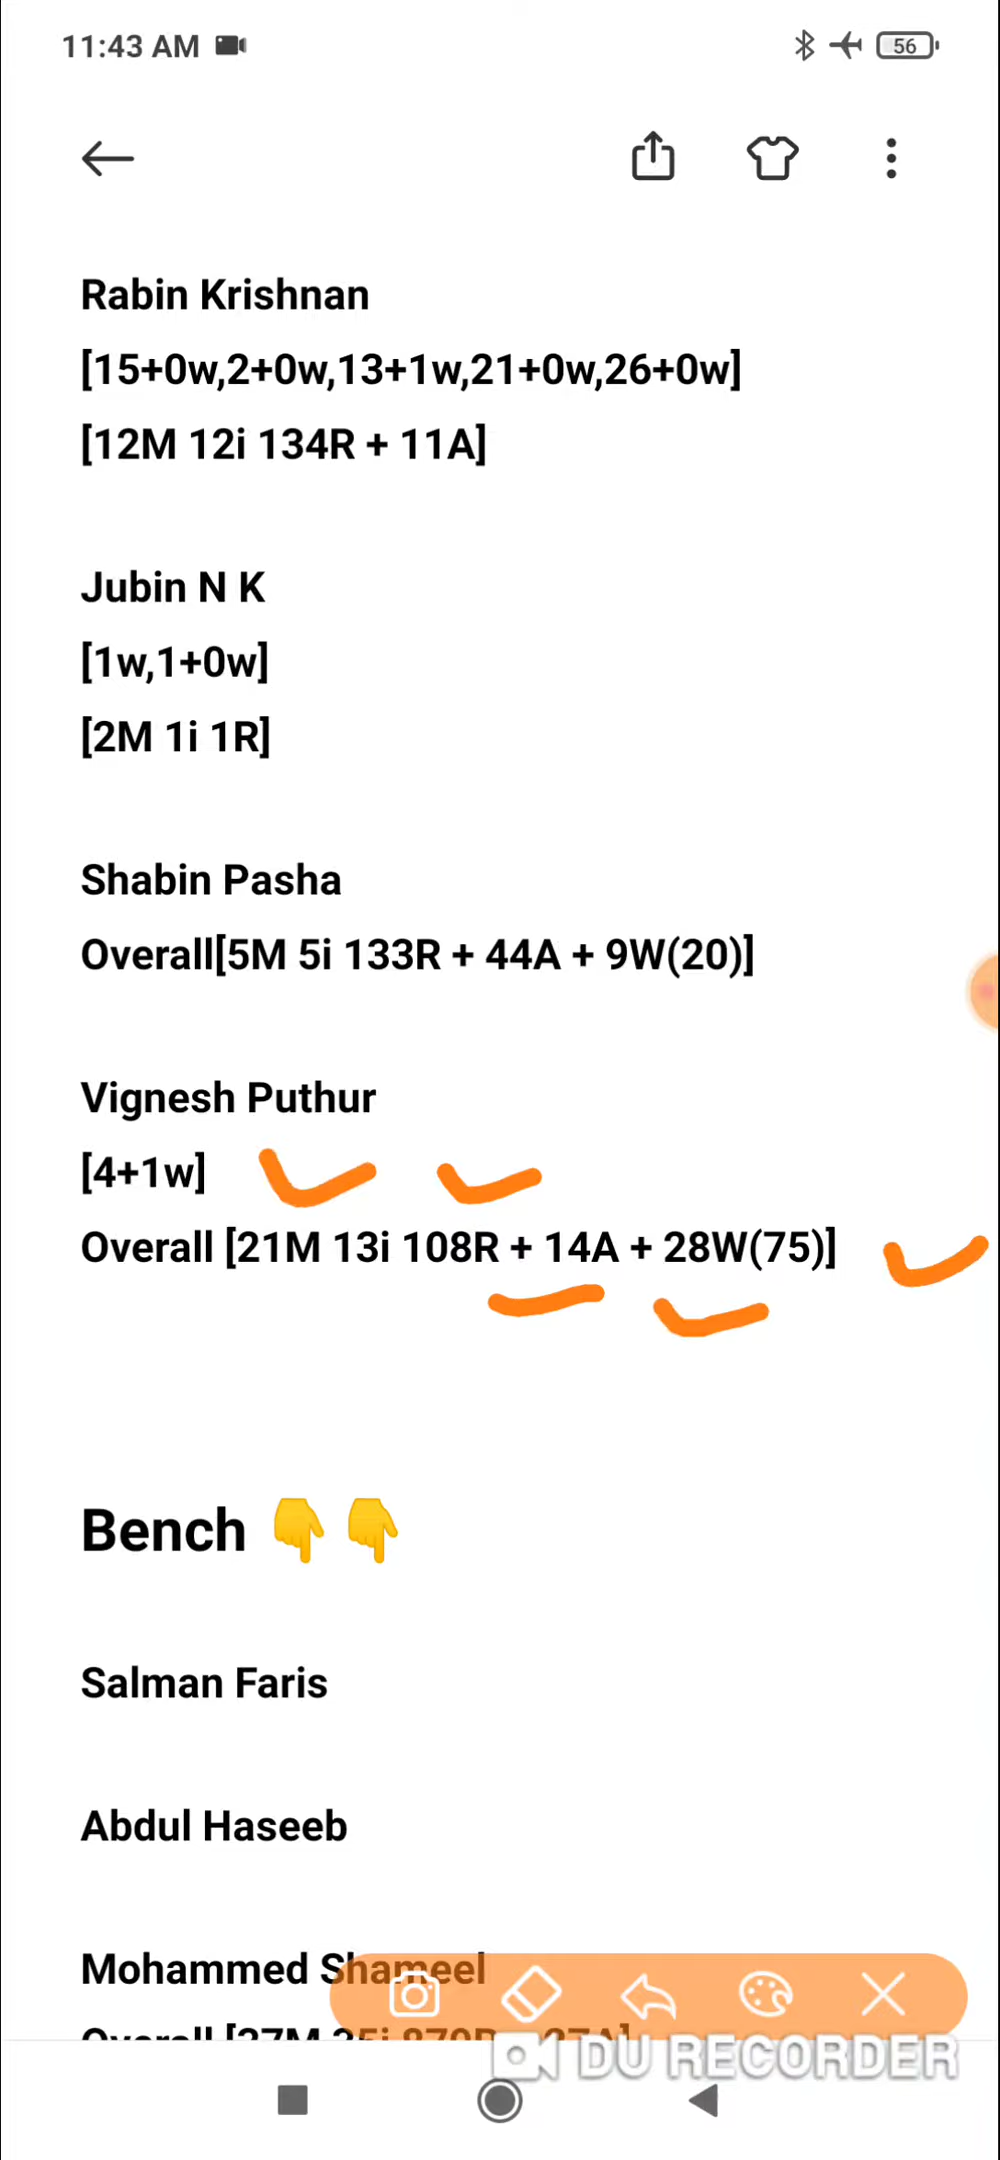 11:43 AM
56
Rabin Krishnan
[15+0w,2+0w,13+1w,21+0w,26+0w]
[12M 12i 134R + 11A]
Jubin N K
[1w,1+0w]
[2M 1i 1R]
Shabin Pasha
Overall[5M 5i 133R + 44A + 9W(20)]
Vignesh Puthur
[4+1w]
Overall [21M 13i 108R + 14A + 28W(75)]
Bench 👇👇
Salman Faris
Abdul Haseeb
Mohammed Shameel
Overall
DU RECORDER